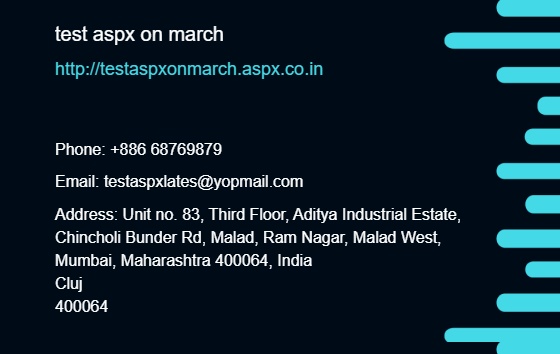 test aspx on march
http://testaspxonmarch.aspx.co.in
Phone: +886 68769879
Email: testaspxlates@yopmail.com
Address: Unit no. 83, Third Floor, Aditya Industrial Estate,
Chincholi Bunder Rd, Malad, Ram Nagar, Malad West,
Mumbai, Maharashtra 400064, India
Cluj
400064